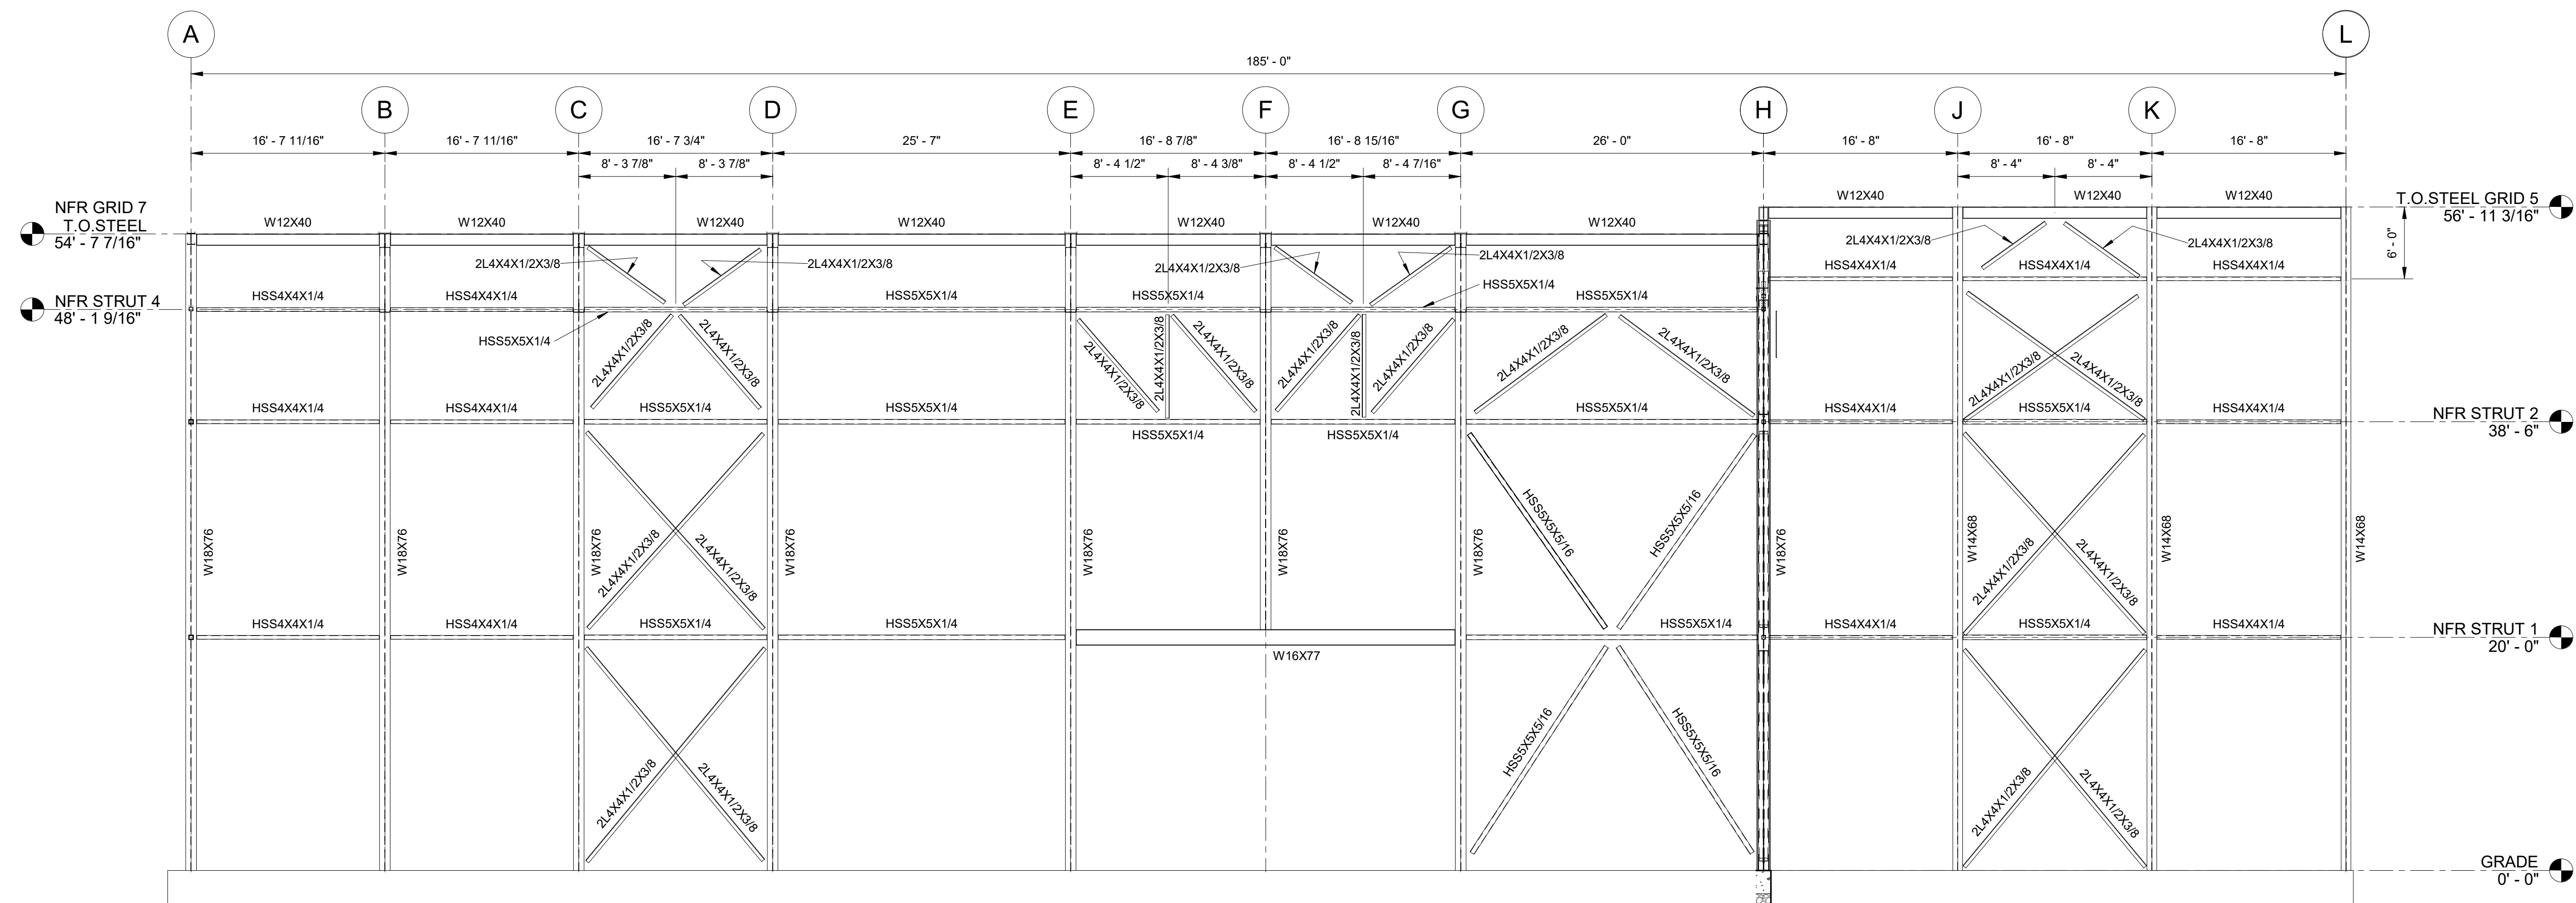 A
L
185' - 0"
B
C
D
E
F
G
H
J
K
16' - 7 11/16"
16' - 7 11/16"
16' - 7 3/4"
25' - 7"
16' - 8 7/8"
16' - 8 15/16"
26' - 0"
16' - 8"
16' - 8"
16' - 8"
8' - 3 7/8"
8' - 3 7/8"
8' - 4 1/2"
8' - 4 3/8"
8' - 4 1/2"
8' - 4 7/16"
8' - 4"
8' - 4"
W12X40
W12X40
W12X40
T.O.STEEL GRID 5
56' - 11 3/16"
6' - 0"
NFR GRID 7
T.O.STEEL
54' - 7 7/16"
W12X40
W12X40
W12X40
W12X40
W12X40
W12X40
W12X40
2L4X4X1/2X3/8
2L4X4X1/2X3/8
2L4X4X1/2X3/8
2L4X4X1/2X3/8
2L4X4X1/2X3/8
2L4X4X1/2X3/8
HSS4X4X1/4
HSS4X4X1/4
HSS4X4X1/4
NFR STRUT 4
48' - 1 9/16"
HSS4X4X1/4
HSS4X4X1/4
HSS5X5X1/4
HSS5X5X1/4
HSS5X5X1/4
HSS5X5X1/4
HSS5X5X1/4
2L4X4X1/2X3/8
2L4X4X1/2X3/8
2L4X4X1/2X3/8
2L4X4X1/2X3/8
2L4X4X1/2X3/8
2L4X4X1/2X3/8
2L4X4X1/2X3/8
2L4X4X1/2X3/8
2L4X4X1/2X3/8
2L4X4X1/2X3/8
2L4X4X1/2X3/8
2L4X4X1/2X3/8
HSS4X4X1/4
HSS4X4X1/4
HSS5X5X1/4
HSS5X5X1/4
HSS5X5X1/4
HSS5X5X1/4
HSS5X5X1/4
HSS4X4X1/4
HSS5X5X1/4
HSS4X4X1/4
NFR STRUT 2
38' - 6"
W18X76
W18X76
W18X76
W18X76
W18X76
W18X76
W18X76
W18X76
W14X68
W14X68
W14X68
2L4X4X1/2X3/8
2L4X4X1/2X3/8
HSS5X5X5/16
HSS5X5X5/16
2L4X4X1/2X3/8
2L4X4X1/2X3/8
HSS4X4X1/4
HSS4X4X1/4
HSS5X5X1/4
HSS5X5X1/4
W16X77
HSS5X5X1/4
HSS4X4X1/4
HSS5X5X1/4
HSS4X4X1/4
NFR STRUT 1
20' - 0"
2L4X4X1/2X3/8
2L4X4X1/2X3/8
HSS5X5X5/16
HSS5X5X5/16
2L4X4X1/2X3/8
2L4X4X1/2X3/8
GRADE
0' - 0"